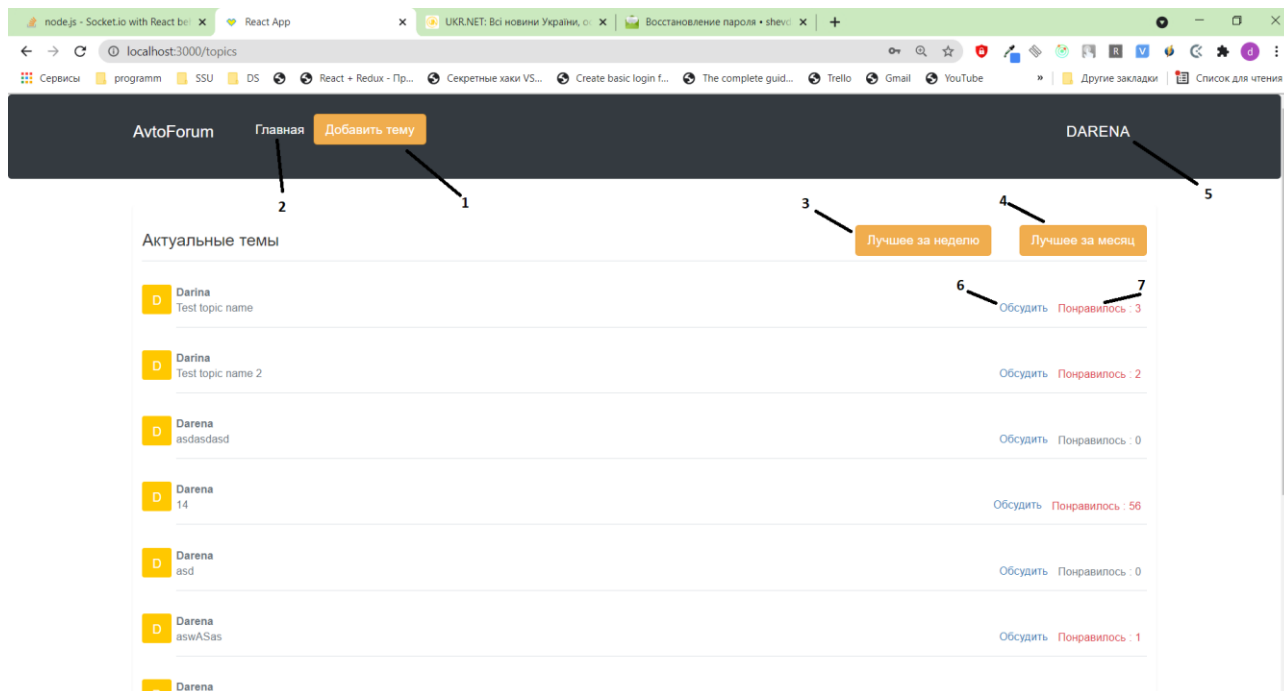 node.js - Socket.io with React bet
React App
UKR.NET: Всі новини України, ос
Восстановление пароля • shevd
localhost:3000/topics
Сервисы programm SSU DS React + Redux - Пр... Секретные хаки VS... Create basic login f... The complete guid... Trello Gmail YouTube » Другие закладки Список для чтения
AvtoForum Главная Добавить тему DARENA
1
2
3
4
5
Актуальные темы Лучшее за неделю Лучшее за месяц
6
7
D Darina
Test topic name Обсудить Понравилось : 3
D Darina
Test topic name 2 Обсудить Понравилось : 2
D Darena
asdasdasd Обсудить Понравилось : 0
D Darena
14 Обсудить Понравилось : 56
D Darena
asd Обсудить Понравилось : 0
D Darena
aswASas Обсудить Понравилось : 1
Darena